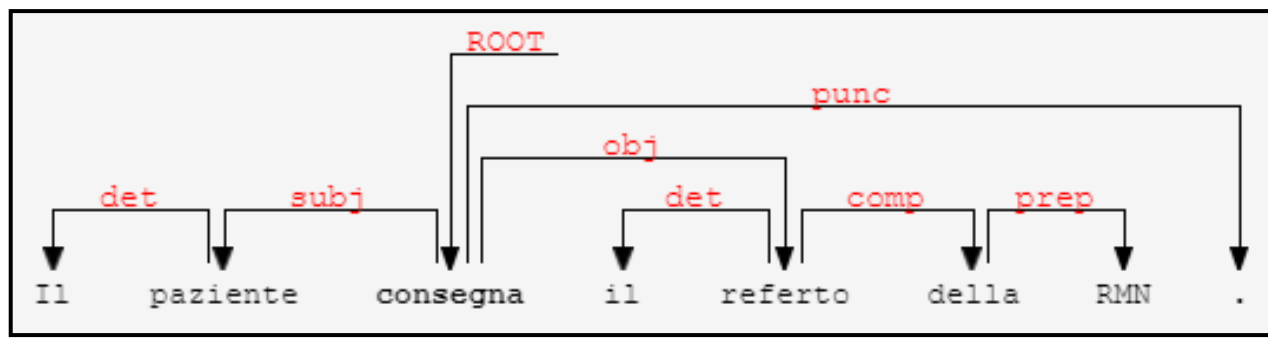 ROOT
punc
obj
det subj det comp prep
Il paziente consegna il referto della RMN .